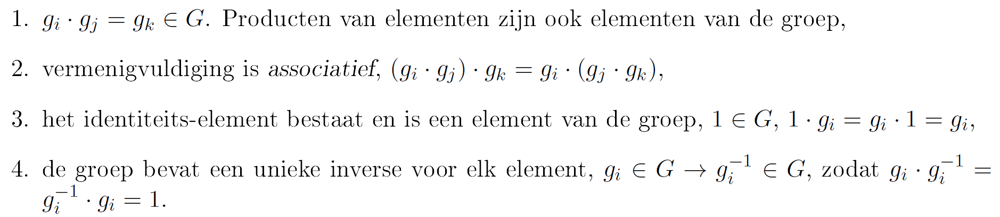 1. $g_i \cdot g_j = g_k \in G$. Producten van elementen zijn ook elementen van de groep,
2. vermenigvuldiging is associatief, $(g_i \cdot g_j) \cdot g_k = g_i \cdot (g_j \cdot g_k)$,
3. het identiteits-element bestaat en is een element van de groep, $1 \in G$, $1 \cdot g_i = g_i \cdot 1 = g_i$,
4. de groep bevat een unieke inverse voor elk element, $g_i \in G \rightarrow g_i^{-1} \in G$, zodat $g_i \cdot g_i^{-1} =$
$g_i^{-1} \cdot g_i = 1$.